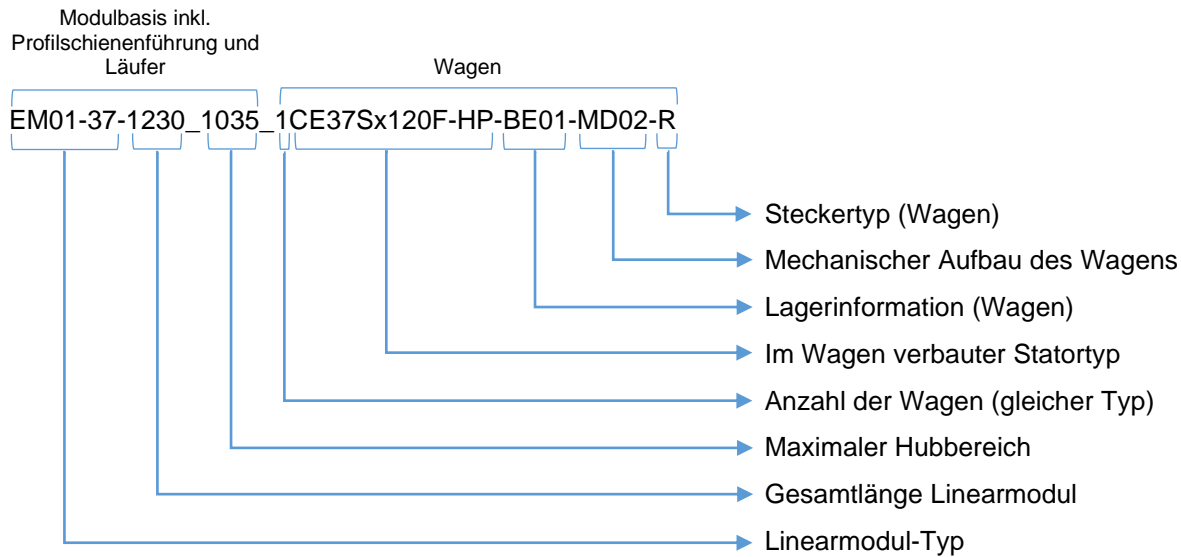 Modulbasis inkl.
Profilschienenführung und
Läufer
Wagen
EM01-37-1230_1035_1CE37Sx120F-HP-BE01-MD02-R
Steckertyp (Wagen)
Mechanischer Aufbau des Wagens
Lagerinformation (Wagen)
Im Wagen verbauter Statortyp
Anzahl der Wagen (gleicher Typ)
Maximaler Hubbereich
Gesamtlänge Linearmodul
Linearmodul-Typ